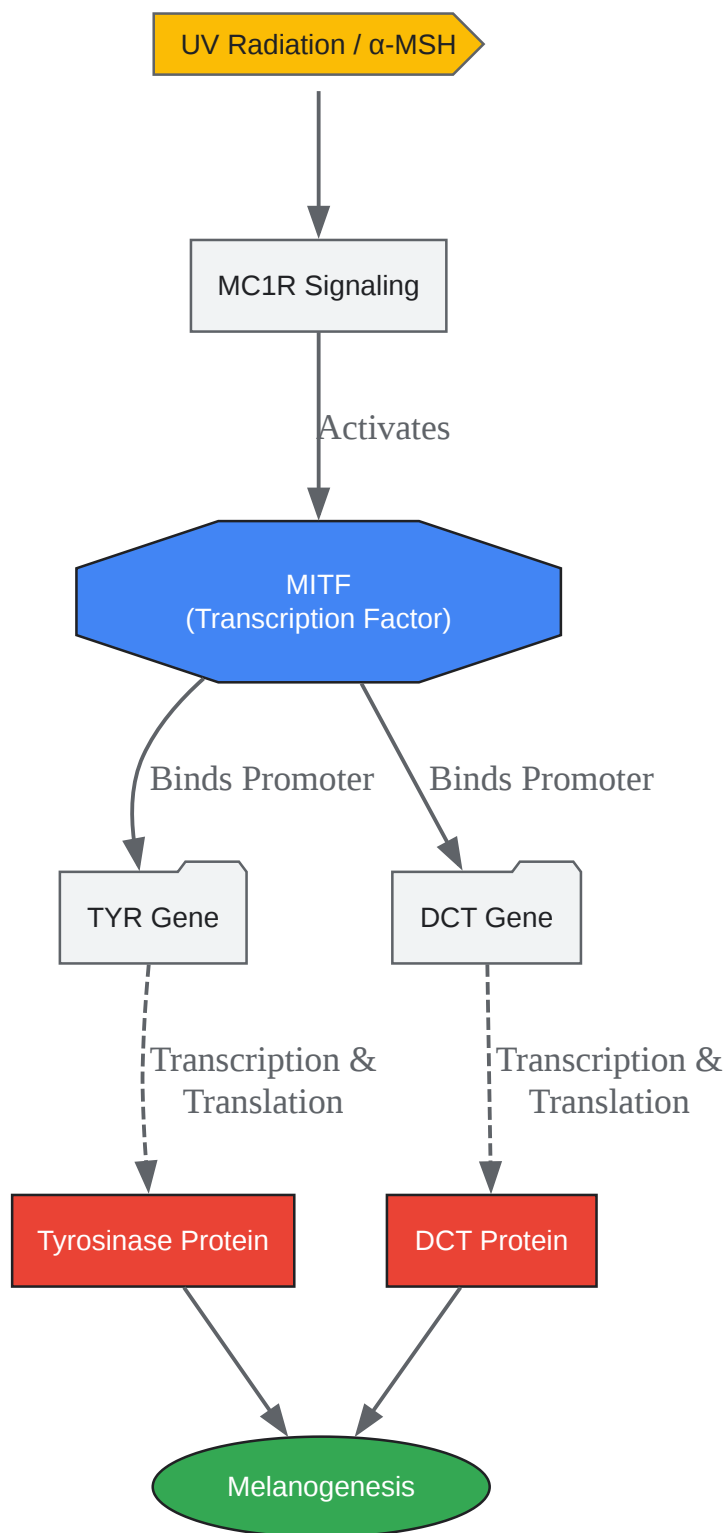 UV Radiation / α-MSH
MC1R Signaling
Activates
MITF
(Transcription Factor)
Binds Promoter
Binds Promoter
TYR Gene
DCT Gene
Transcription &
Translation
Transcription &
Translation
Tyrosinase Protein
DCT Protein
Melanogenesis